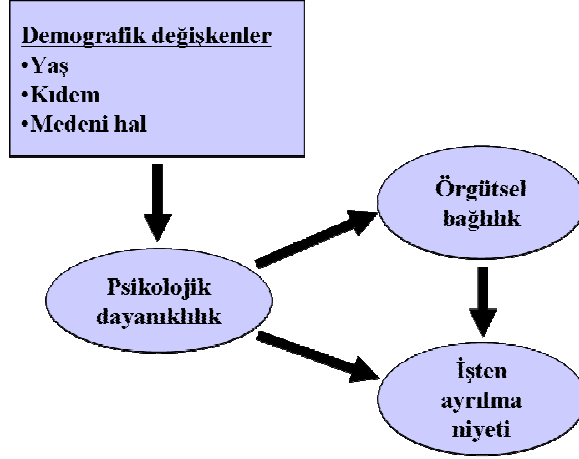 Demografik değişkenler
•Yaş
•Kıdem
•Medeni hal
Örgütsel
bağlılık
Psikolojik
dayanıklılık
İşten
ayrılma
niyeti